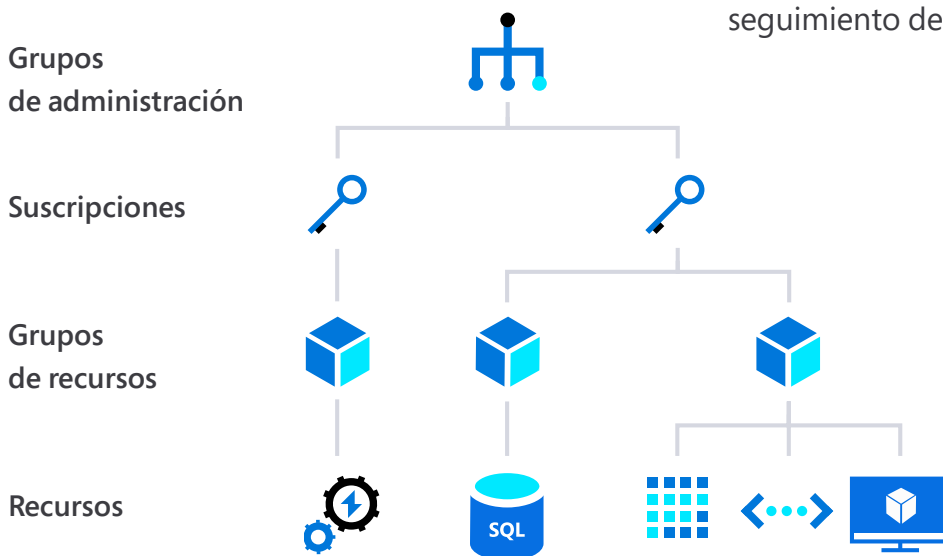 seguimiento de
Grupos
de administración
Suscripciones
Grupos
de recursos
Recursos
SQL